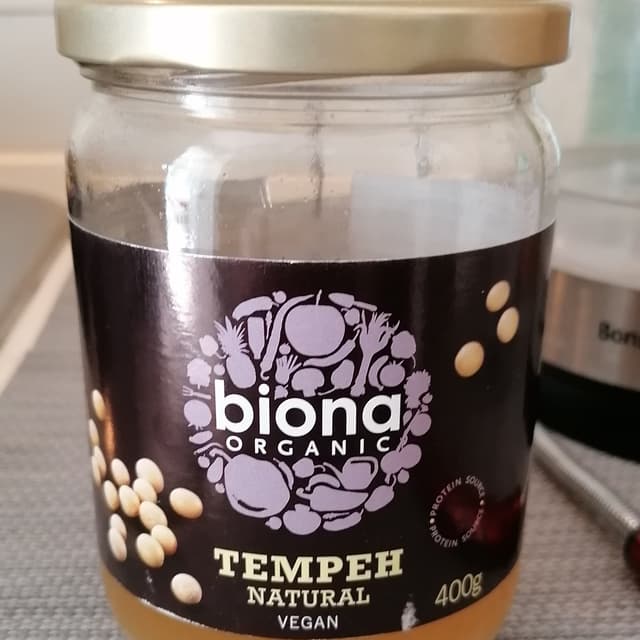 biona
ORGANIC
PROTEIN SOURCE
PROTEIN SOURCE
TEMPEH
NATURAL
400g
VEGAN